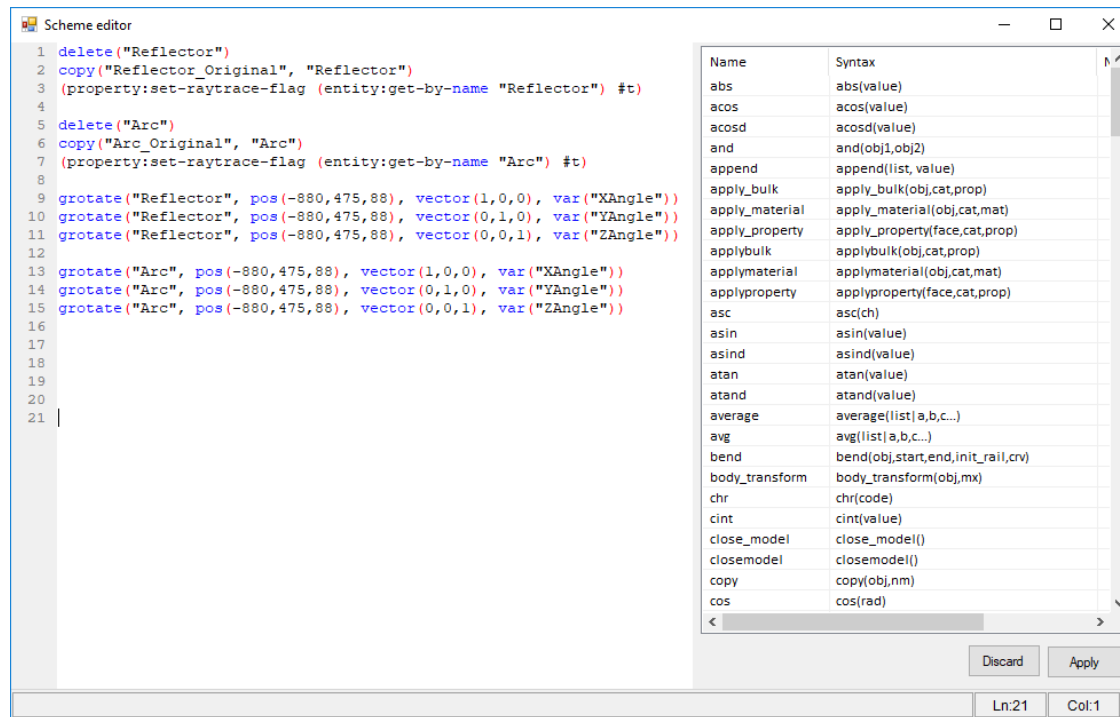 Scheme editor
1 delete("Reflector")
2 copy("Reflector_Original", "Reflector")
3 (property:set-raytrace-flag (entity:get-by-name "Reflector") #t)
4
5 delete("Arc")
6 copy("Arc_Original", "Arc")
7 (property:set-raytrace-flag (entity:get-by-name "Arc") #t)
8
9 grotate("Reflector", pos(-880,475,88), vector(1,0,0), var("XAngle"))
10 grotate("Reflector", pos(-880,475,88), vector(0,1,0), var("YAngle"))
11 grotate("Reflector", pos(-880,475,88), vector(0,0,1), var("ZAngle"))
12
13 grotate("Arc", pos(-880,475,88), vector(1,0,0), var("XAngle"))
14 grotate("Arc", pos(-880,475,88), vector(0,1,0), var("YAngle"))
15 grotate("Arc", pos(-880,475,88), vector(0,0,1), var("ZAngle"))
16
17
18
19
20
21
Name Syntax
abs abs(value)
acos acos(value)
acosd acosd(value)
and and(obj1,obj2)
append append(list, value)
apply_bulk apply_bulk(obj,cat,prop)
apply_material apply_material(obj,cat,mat)
apply_property apply_property(face,cat,prop)
applybulk applybulk(obj,cat,prop)
applymaterial applymaterial(obj,cat,mat)
applyproperty applyproperty(face,cat,prop)
asc asc(ch)
asin asin(value)
asind asind(value)
atan atan(value)
atand atand(value)
average average(list|a,b,c...)
avg avg(list|a,b,c...)
bend bend(obj,start,end,init_rail,crv)
body_transform body_transform(obj,mx)
chr chr(code)
cint cint(value)
close_model close_model()
closemodel closemodel()
copy copy(obj,nm)
cos cos(rad)
Discard Apply
Ln:21 Col:1